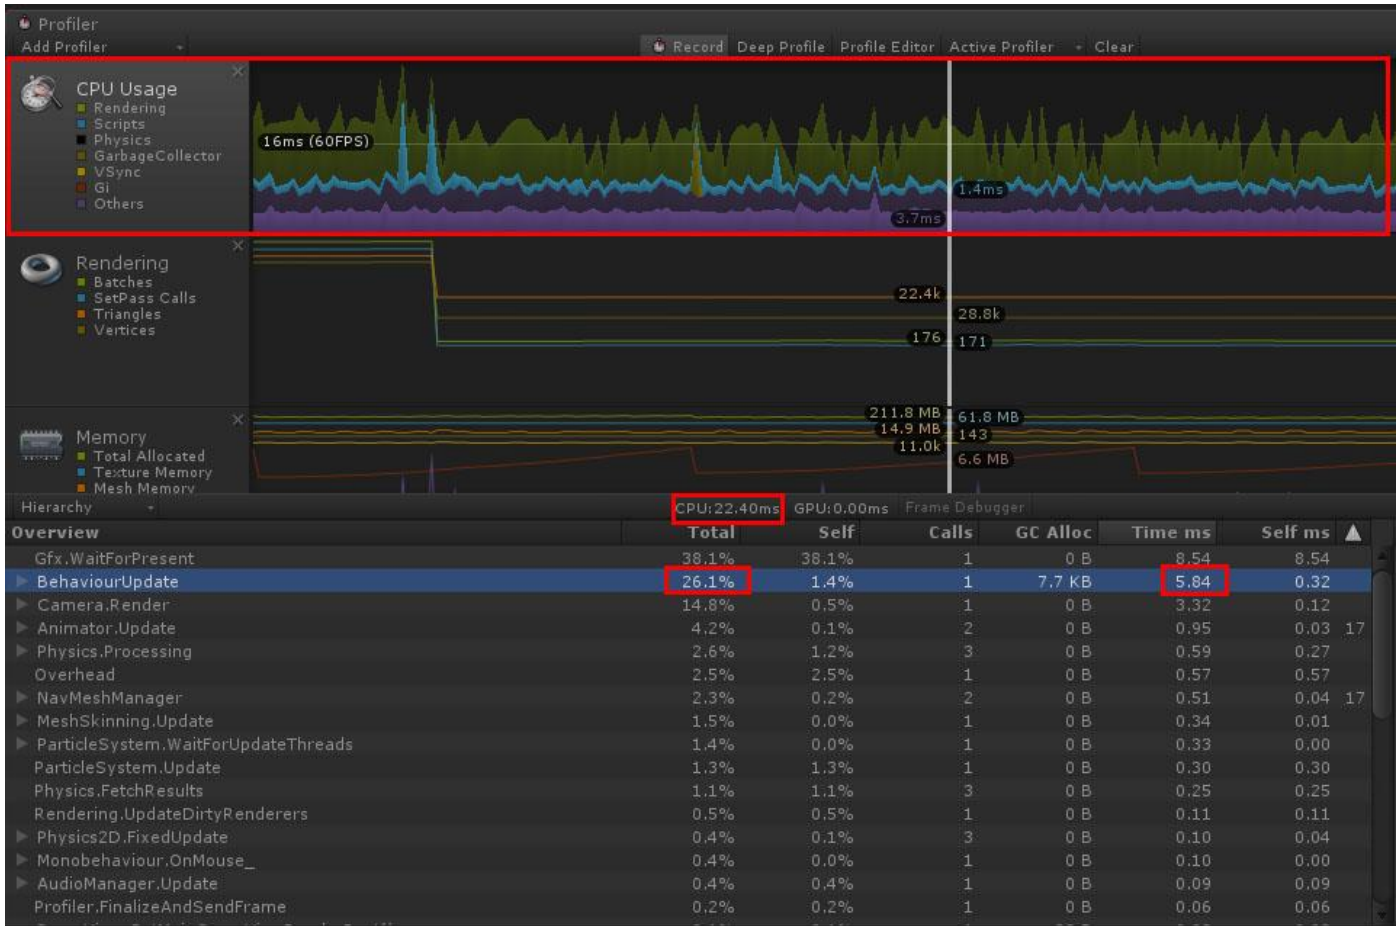 Profiler
Add Profiler Record Deep Profile Profile Editor Active Profiler Clear
CPU Usage
Rendering
Scripts
Physics
GarbageCollector
VSync
Gi
Others
16ms (60FPS)
1.4ms
3.7ms
Rendering
Batches
SetPass Calls
Triangles
Vertices
22.4k
28.8k
176 171
Memory
Total Allocated
Texture Memory
Mesh Memory
211.8 MB 61.8 MB
14.9 MB 143
11.0k
6.6 MB
Hierarchy CPU:22.40ms GPU:0.00ms Frame Debugger
Overview Total Self Calls GC Alloc Time ms Self ms
Gfx.WaitForPresent 38.1% 38.1% 1 0 B 8.54 8.54
BehaviourUpdate 26.1% 1.4% 1 7.7 KB 5.84 0.32
Camera.Render 14.8% 0.5% 1 0 B 3.32 0.12
Animator.Update 4.2% 0.1% 2 0 B 0.95 0.03 17
Physics.Processing 2.6% 1.2% 3 0 B 0.59 0.27
Overhead 2.5% 2.5% 1 0 B 0.57 0.57
NavMeshManager 2.3% 0.2% 2 0 B 0.51 0.04 17
MeshSkinning.Update 1.5% 0.0% 1 0 B 0.34 0.01
ParticleSystem.WaitForUpdateThreads 1.4% 0.0% 1 0 B 0.33 0.00
ParticleSystem.Update 1.3% 1.3% 1 0 B 0.30 0.30
Physics.FetchResults 1.1% 1.1% 3 0 B 0.25 0.25
Rendering.UpdateDirtyRenderers 0.5% 0.5% 1 0 B 0.11 0.11
Physics2D.FixedUpdate 0.4% 0.1% 3 0 B 0.10 0.04
Monobehaviour.OnMouse_ 0.4% 0.0% 1 0 B 0.10 0.00
AudioManager.Update 0.4% 0.4% 1 0 B 0.09 0.09
Profiler.FinalizeAndSendFrame 0.2% 0.2% 1 0 B 0.06 0.06